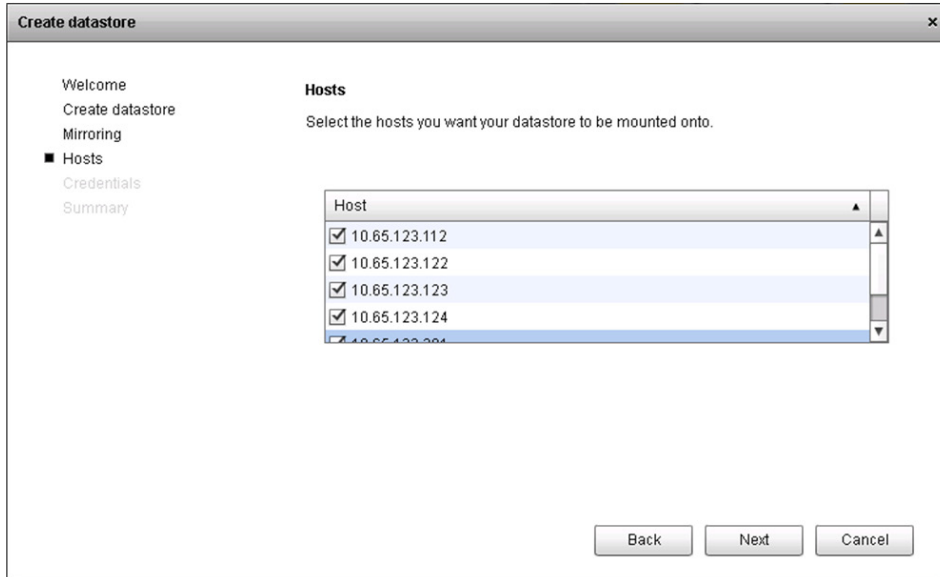 Create datastore
Welcome
Create datastore
Mirroring
Hosts
Credentials
Summary
Hosts
Select the hosts you want your datastore to be mounted onto.
Host
10.65.123.112
10.65.123.122
10.65.123.123
10.65.123.124
Back Next Cancel